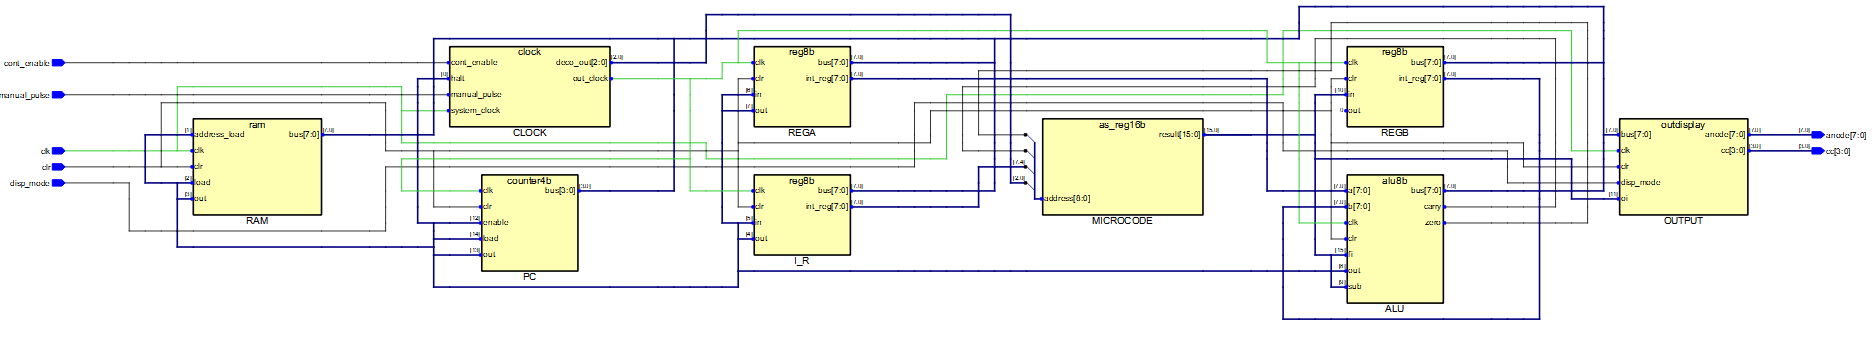 cont_enable
manual_pulse
clk
clr
disp_mode
ram
address_load
bus[7:0]
clk
clr
load
out
RAM
clock
cont_enable
deco_out[2:0]
halt
out_clock
manual_pulse
system_clock
CLOCK
counter4b
clk
bus[3:0]
clr
enable
load
out
PC
reg8b
clk
bus[7:0]
clr
int_reg[7:0]
in
out
REGA
reg8b
clk
bus[7:0]
clr
int_reg[7:0]
in
out
I_R
as_reg16b
result[15:0]
address[8:0]
MICROCODE
reg8b
clk
bus[7:0]
clr
int_reg[7:0]
in
out
REGB
alu8b
a[7:0]
bus[7:0]
b[7:0]
carry
clk
zero
clr
fi
out
sub
ALU
outdisplay
bus[7:0]
anode[7:0]
clk
cc[3:0]
clr
disp_mode
oi
OUTPUT
anode[7:0]
cc[3:0]